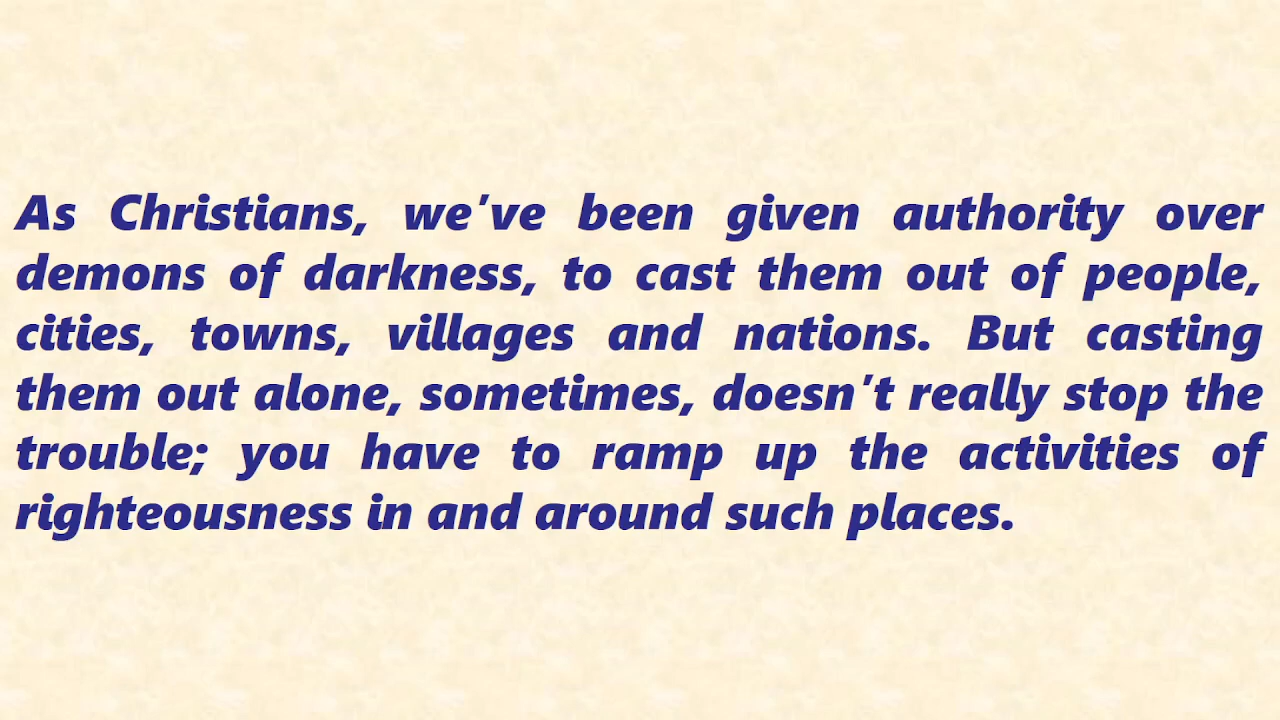 As Christians, we've been given authority over
demons of darkness, to cast them out of people,
cities, towns, villages and nations. But casting
them out alone, sometimes, doesn't really stop the
trouble; you have to ramp up the activities of
righteousness in and around such places.